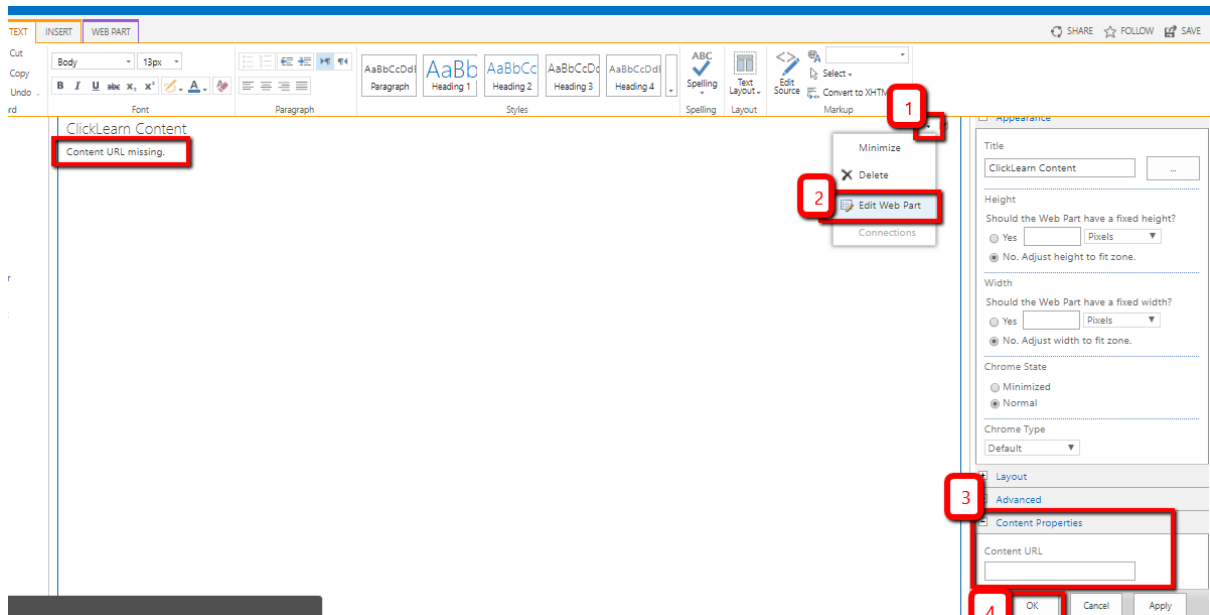 TEXT INSERT WEB PART SHARE FOLLOW SAVE
Cut
Copy
Undo
Body 13px
B I U abc x, x²
Font
Paragraph
AaBbCcDdI Paragraph
AaBb Heading 1
AaBbCc Heading 2
AaBbCcDc Heading 3
AaBbCcDdI Heading 4
Styles
ABC
Spelling
Spelling
Text
Layout
Layout
Edit
Source
Select
Convert to XHTM
Markup
1
ClickLearn Content
Content URL missing.
Minimize
Delete
2
Edit Web Part
Connections
Appearance
Title
ClickLearn Content
...
Height
Should the Web Part have a fixed height?
Yes Pixels
No. Adjust height to fit zone.
Width
Should the Web Part have a fixed width?
Yes Pixels
No. Adjust width to fit zone.
Chrome State
Minimized
Normal
Chrome Type
Default
Layout
3
Advanced
Content Properties
Content URL
4
OK Cancel Apply